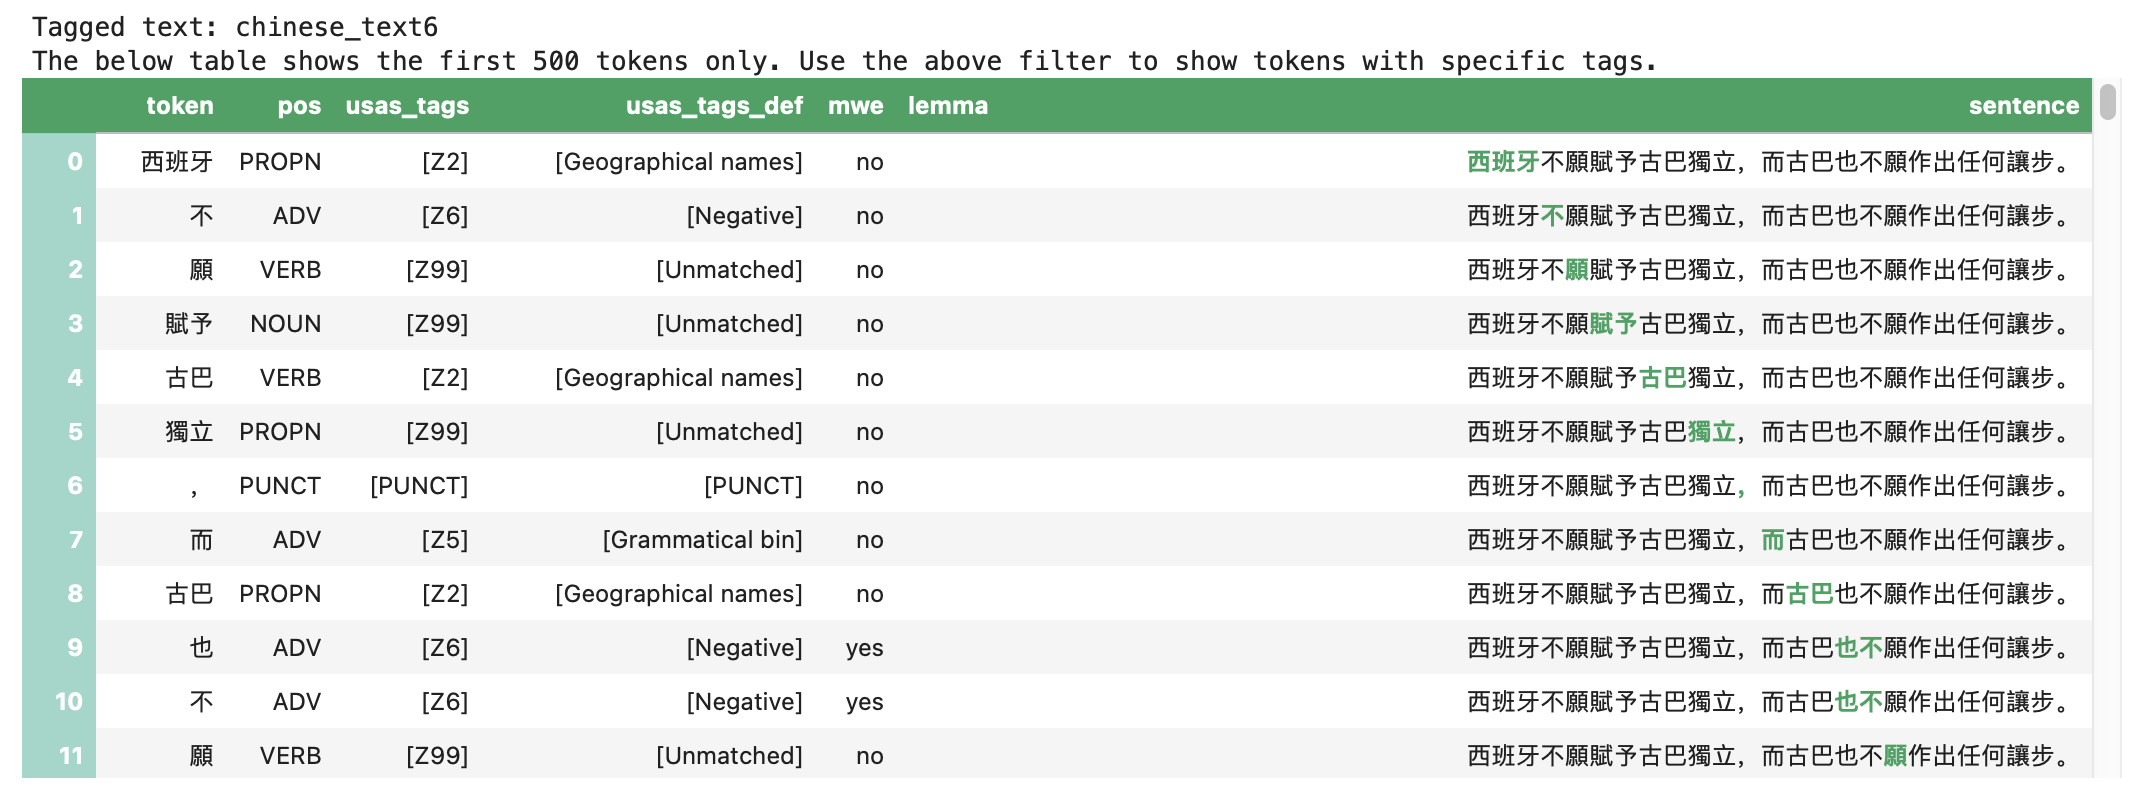 Tagged text: chinese_text6
The below table shows the first 500 tokens only. Use the above filter to show tokens with specific tags.
token pos usas_tags usas_tags_def mwe lemma sentence
0 西班牙 PROPN [Z2] [Geographical names] no 西班牙不願賦予古巴獨立，而古巴也不願作出任何讓步。
1 不 ADV [Z6] [Negative] no 西班牙不願賦予古巴獨立，而古巴也不願作出任何讓步。
2 願 VERB [Z99] [Unmatched] no 西班牙不願賦予古巴獨立，而古巴也不願作出任何讓步。
3 賦予 NOUN [Z99] [Unmatched] no 西班牙不願賦予古巴獨立，而古巴也不願作出任何讓步。
4 古巴 VERB [Z2] [Geographical names] no 西班牙不願賦予古巴獨立，而古巴也不願作出任何讓步。
5 獨立 PROPN [Z99] [Unmatched] no 西班牙不願賦予古巴獨立，而古巴也不願作出任何讓步。
6 ， PUNCT [PUNCT] [PUNCT] no 西班牙不願賦予古巴獨立，而古巴也不願作出任何讓步。
7 而 ADV [Z5] [Grammatical bin] no 西班牙不願賦予古巴獨立，而古巴也不願作出任何讓步。
8 古巴 PROPN [Z2] [Geographical names] no 西班牙不願賦予古巴獨立，而古巴也不願作出任何讓步。
9 也 ADV [Z6] [Negative] yes 西班牙不願賦予古巴獨立，而古巴也不願作出任何讓步。
10 不 ADV [Z6] [Negative] yes 西班牙不願賦予古巴獨立，而古巴也不願作出任何讓步。
11 願 VERB [Z99] [Unmatched] no 西班牙不願賦予古巴獨立，而古巴也不願作出任何讓步。